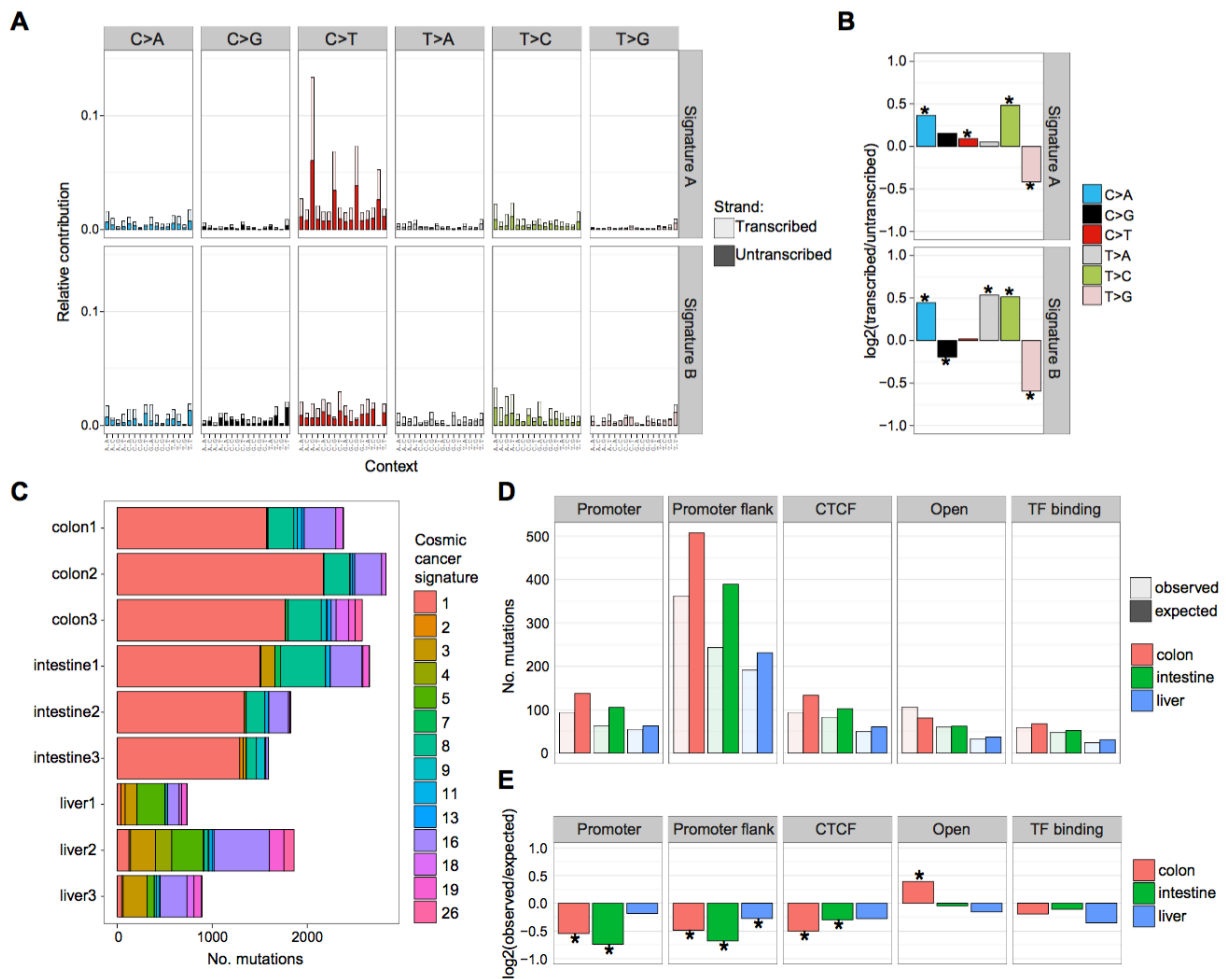 A
C>A
C>G
C>T
T>A
T>C
T>G
0.1
0.0
Signature A
0.1
0.0
Signature B
Relative contribution
Context
Strand:
Transcribed
Untranscribed
B
1.0
0.5
0.0
−0.5
−1.0
Signature A
*
*
*
*
1.0
0.5
0.0
−0.5
−1.0
Signature B
*
*
*
*
*
log2(transcribed/untranscribed)
C>A
C>G
C>T
T>A
T>C
T>G
C
colon1
colon2
colon3
intestine1
intestine2
intestine3
liver1
liver2
liver3
0
1000
2000
No. mutations
Cosmic
cancer
signature
1
2
3
4
5
7
8
9
11
13
16
18
19
26
D
Promoter
Promoter flank
CTCF
Open
TF binding
500
400
300
200
100
0
No. mutations
observed
expected
colon
intestine
liver
E
Promoter
Promoter flank
CTCF
Open
TF binding
1.0
0.5
0.0
−0.5
−1.0
log2(observed/expected)
*
*
*
*
*
*
*
*
colon
intestine
liver